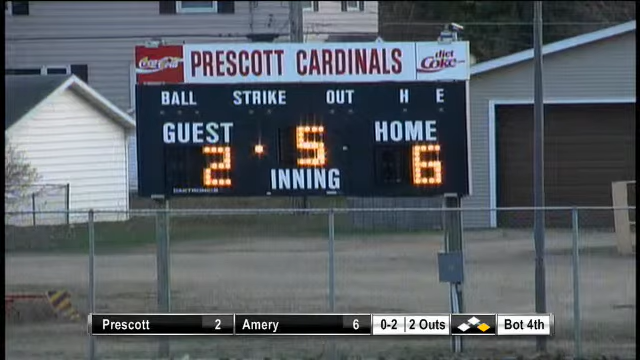 Coca-Cola PRESCOTT CARDINALS diet Coke
BALL STRIKE OUT H E
GUEST HOME
2 5 6
INNING
DAKTRONICS
Prescott 2 Amery 6 0-2 2 Outs Bot 4th